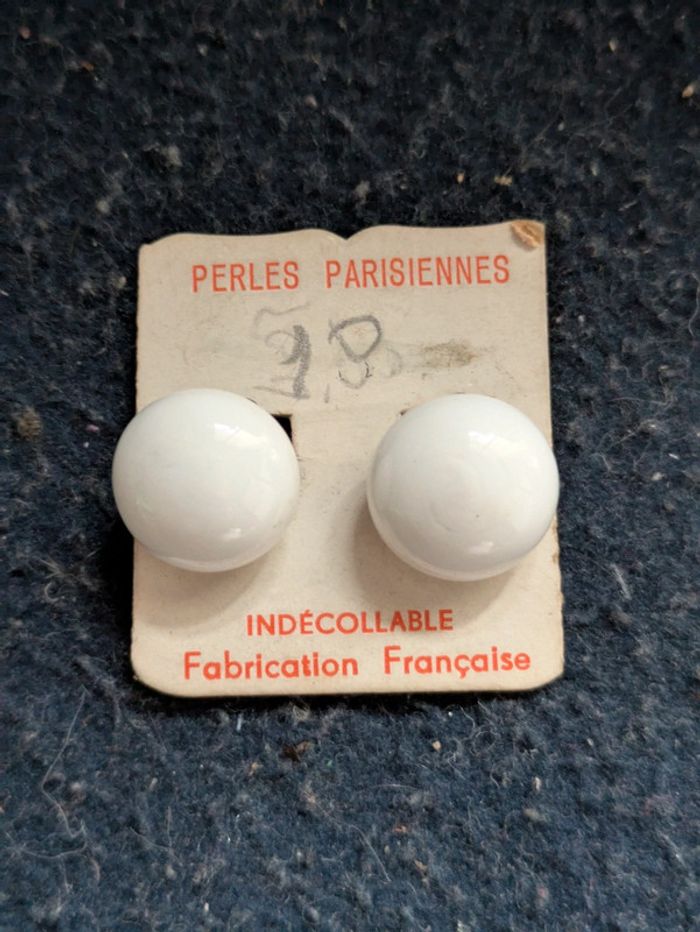 PERLES PARISIENNES
INDÉCOLLABLE
Fabrication Française